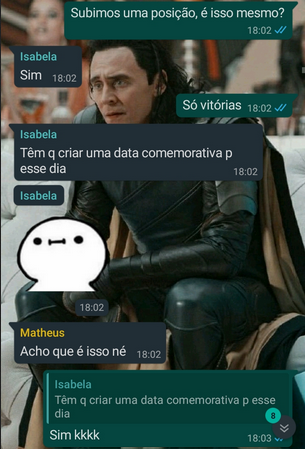 Subimos uma posição, é isso mesmo?
18:02
Isabela
Sim 18:02
Só vitórias 18:02
Isabela
Têm q criar uma data comemorativa p
esse dia
18:02
Isabela
18:02
Matheus
Acho que é isso né 18:02
Isabela
Têm q criar uma data comemorativa p esse
dia
8
Sim kkkk 18:03